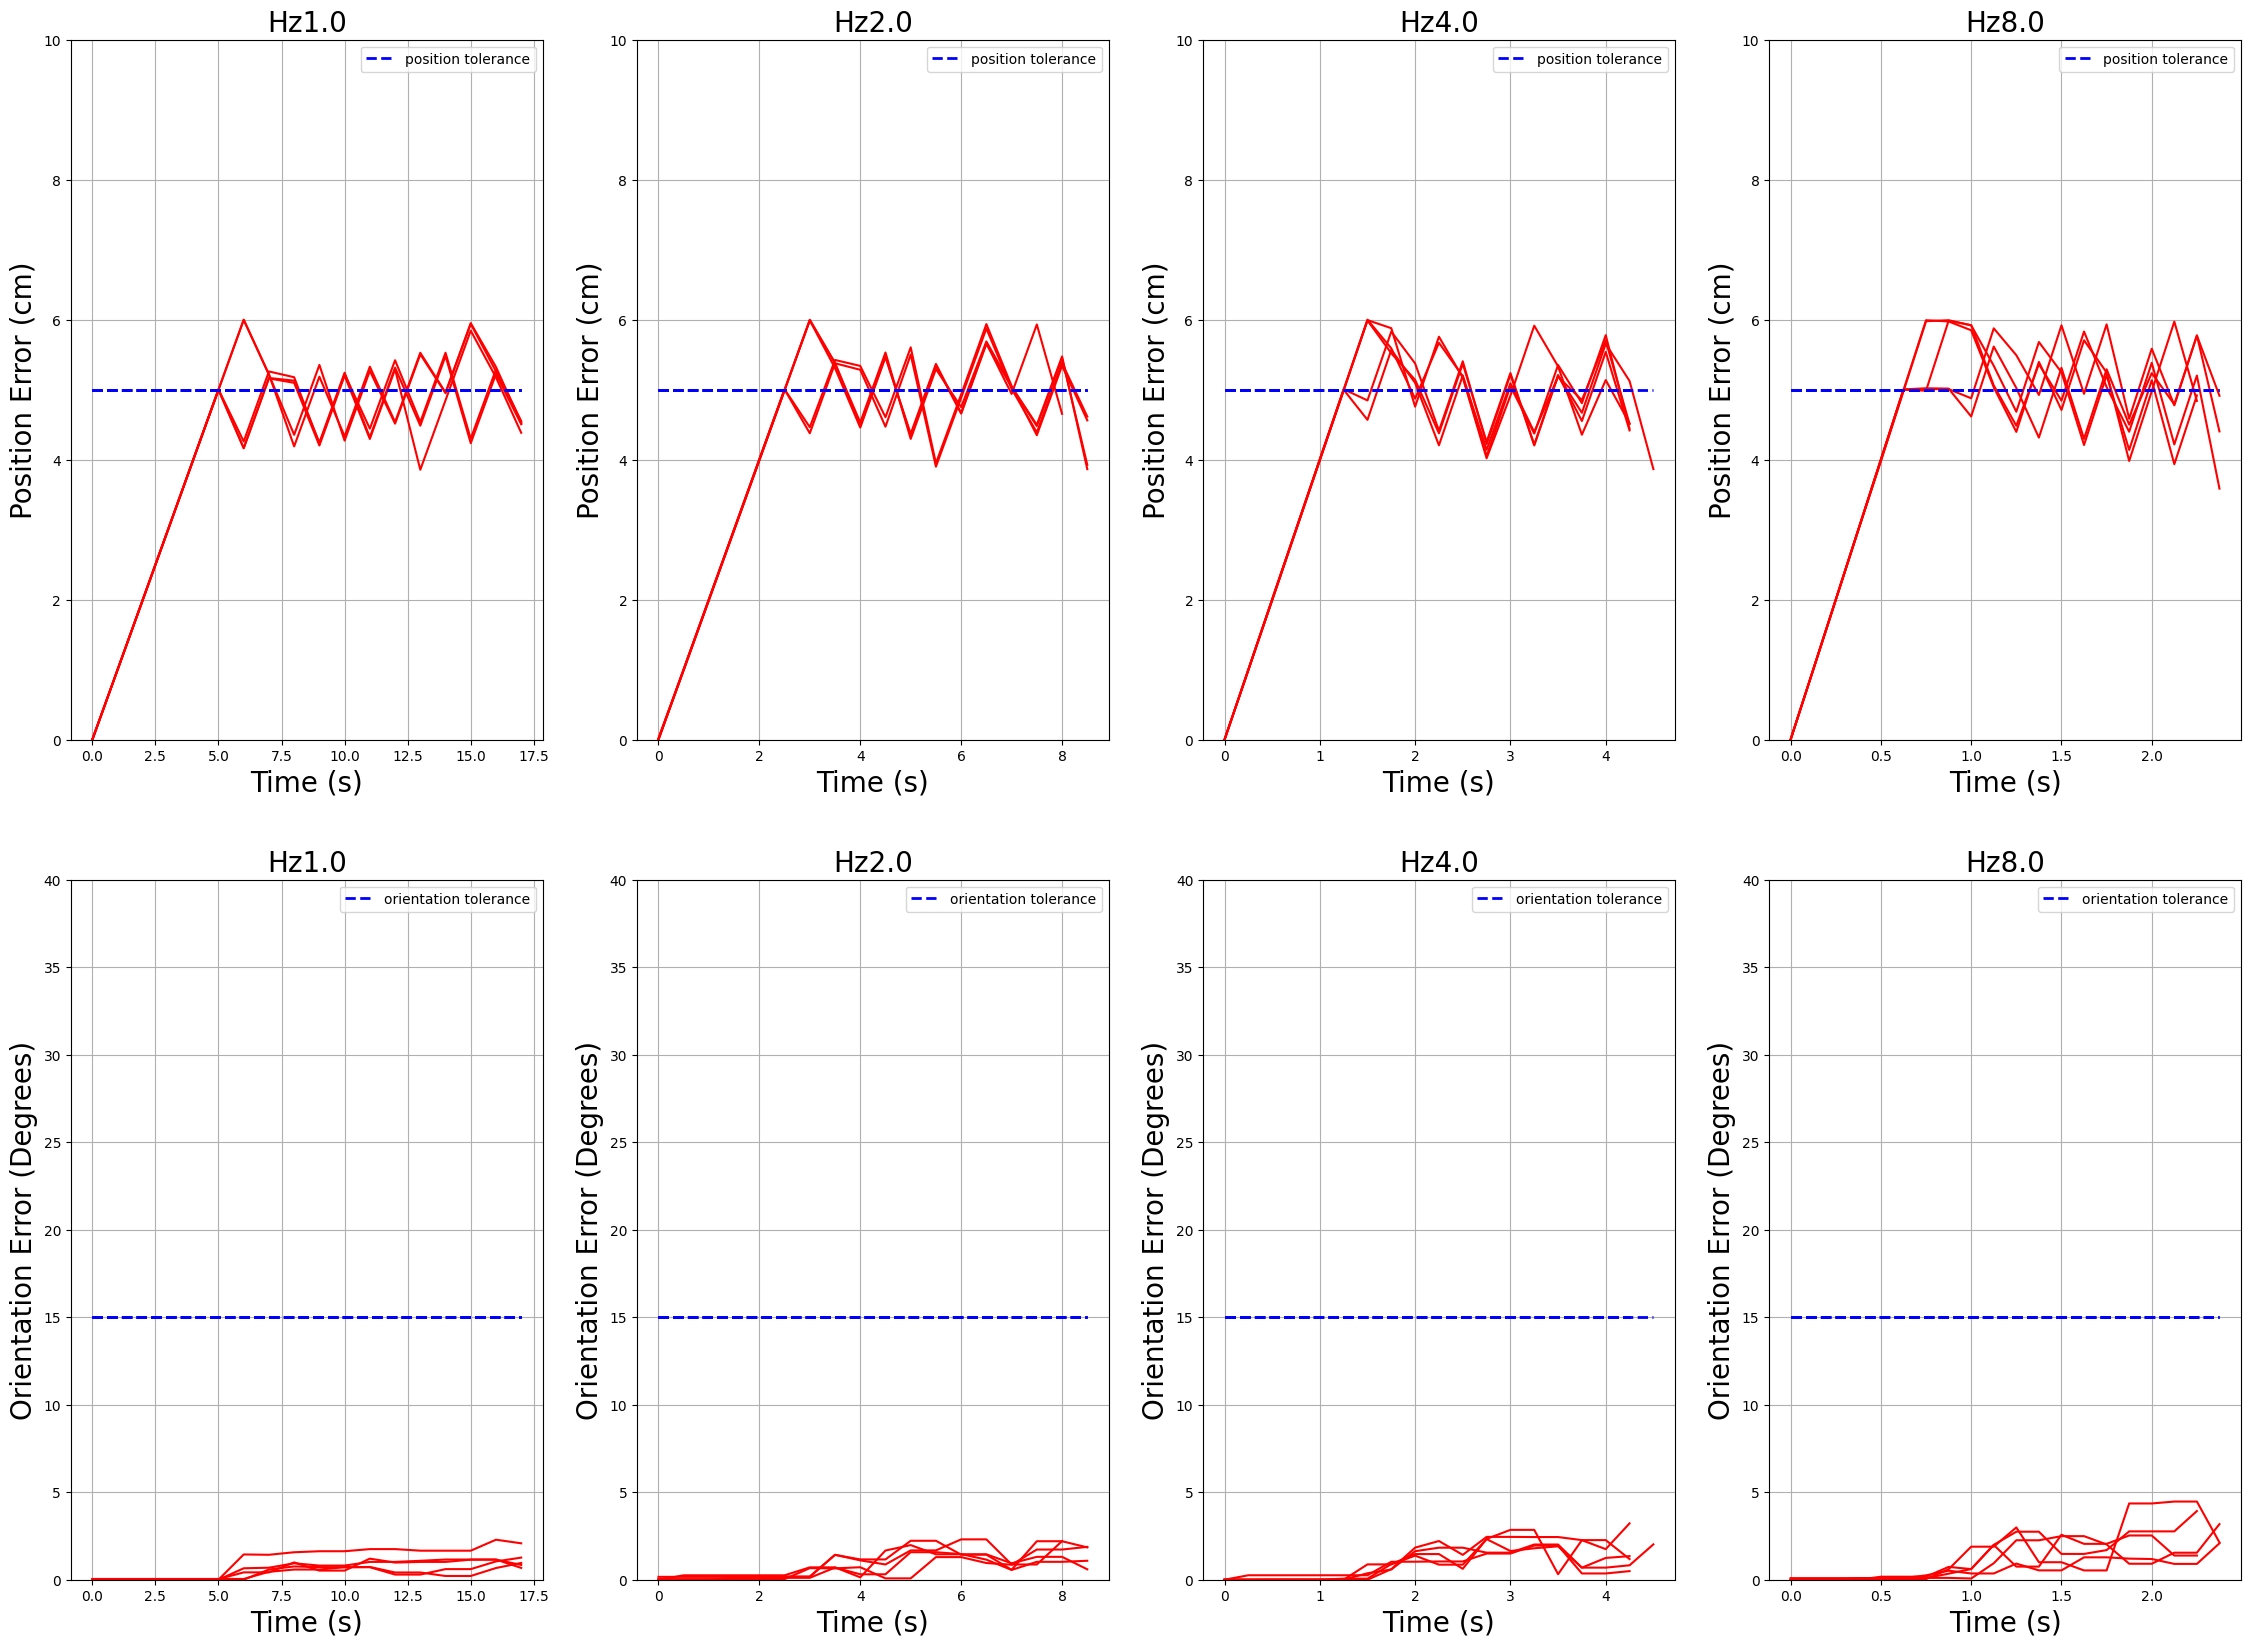 Hz1.0
Hz2.0
Hz4.0
Hz8.0
position tolerance
position tolerance
position tolerance
position tolerance
10
8
6
4
2
0
Position Error (cm)
0.0 2.5 5.0 7.5 10.0 12.5 15.0 17.5
Time (s)
10
8
6
4
2
0
Position Error (cm)
0 2 4 6 8
Time (s)
10
8
6
4
2
0
Position Error (cm)
0 1 2 3 4
Time (s)
10
8
6
4
2
0
Position Error (cm)
0.0 0.5 1.0 1.5 2.0
Time (s)
Hz1.0
Hz2.0
Hz4.0
Hz8.0
orientation tolerance
orientation tolerance
orientation tolerance
orientation tolerance
40
35
30
25
20
15
10
5
0
Orientation Error (Degrees)
0.0 2.5 5.0 7.5 10.0 12.5 15.0 17.5
Time (s)
40
35
30
25
20
15
10
5
0
Orientation Error (Degrees)
0 2 4 6 8
Time (s)
40
35
30
25
20
15
10
5
0
Orientation Error (Degrees)
0 1 2 3 4
Time (s)
40
35
30
25
20
15
10
5
0
Orientation Error (Degrees)
0.0 0.5 1.0 1.5 2.0
Time (s)